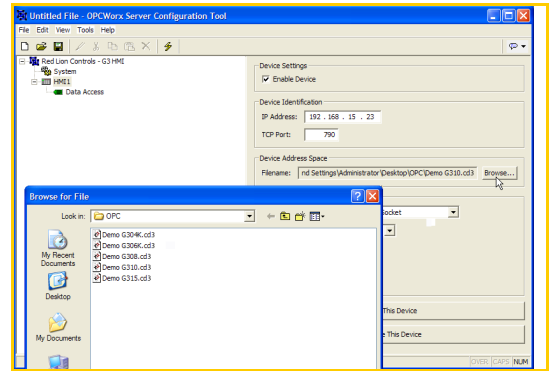 Untitled File - OPCWorx Server Configuration Tool
File Edit View Tools Help
Red Lion Controls - G3 HMI
System
HMI1
Data Access
Device Settings
Enable Device
Device Identification
IP Address: 192 . 168 . 15 . 23
TCP Port: 790
Device Address Space
Filename: nd Settings\Administrator\Desktop\OPC\Demo G310.cd3 Browse...
Browse for File
Look in: OPC
Socket
Demo G304K.cd3
Demo G306K.cd3
Demo G308.cd3
Demo G310.cd3
Demo G315.cd3
My Recent
Documents
Desktop
My Documents
This Device
This Device
OVER CAPS NUM